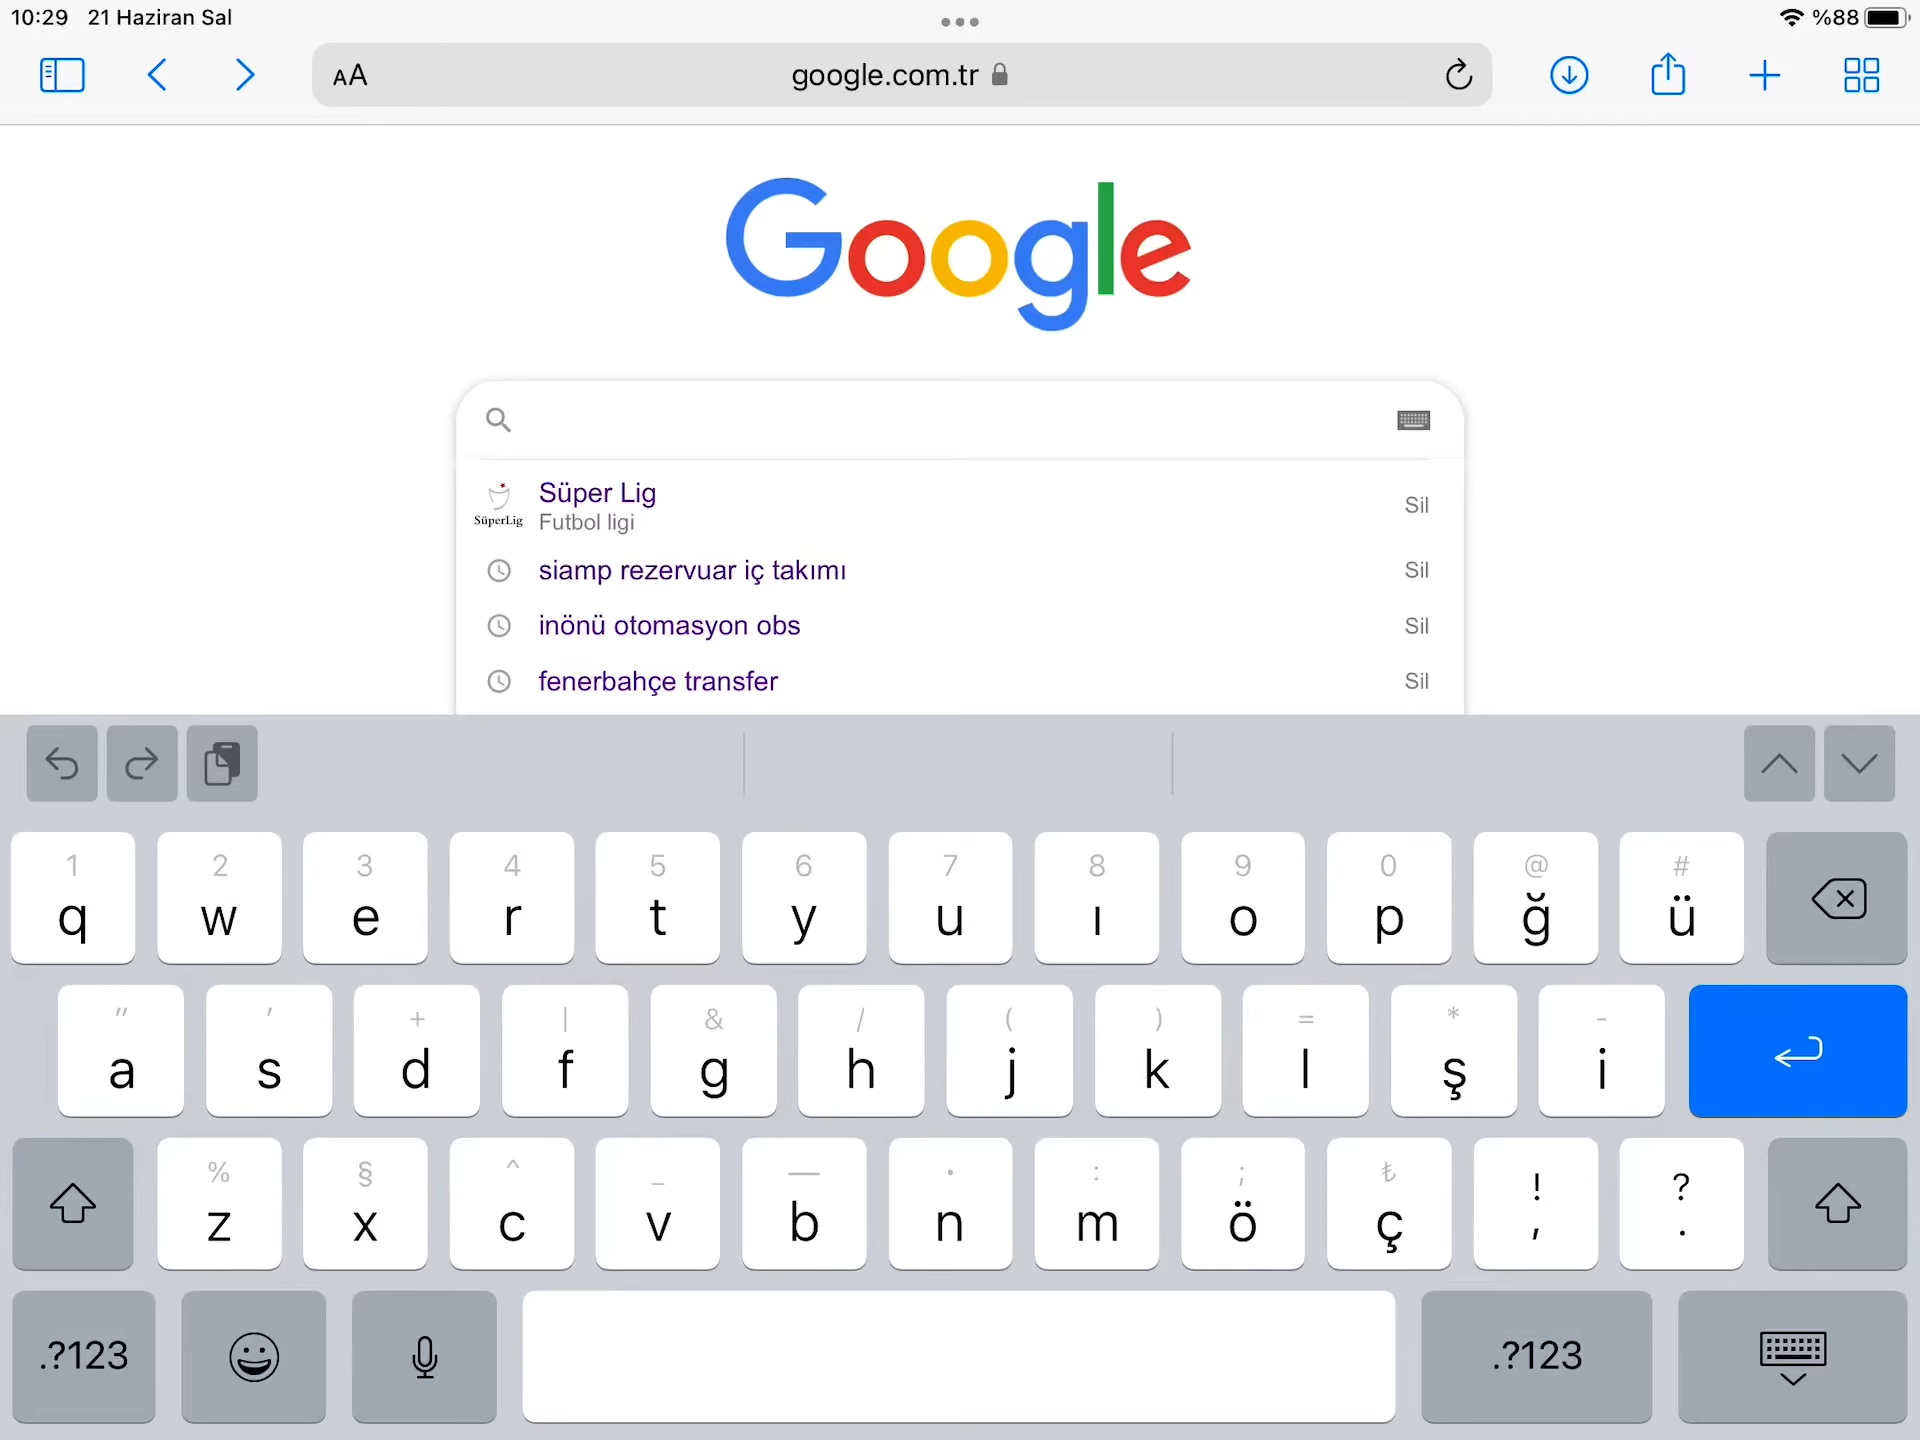 10:29 21 Haziran Sal
%88
AA
google.com.tr
Google
Süper Lig
SüperLig
Futbol ligi
Sil
siamp rezervuar iç takımı
Sil
inönü otomasyon obs
Sil
fenerbahçe transfer
Sil
1 2 3 4 5 6 7 8 9 0 @ #
q w e r t y u ı o p ğ ü
" ' + | & / ( ) = * -
a s d f g h j k l ş i
% § ^ _ — · : ; ₺ ! ?
z x c v b n m ö ç , .
.?123
.?123